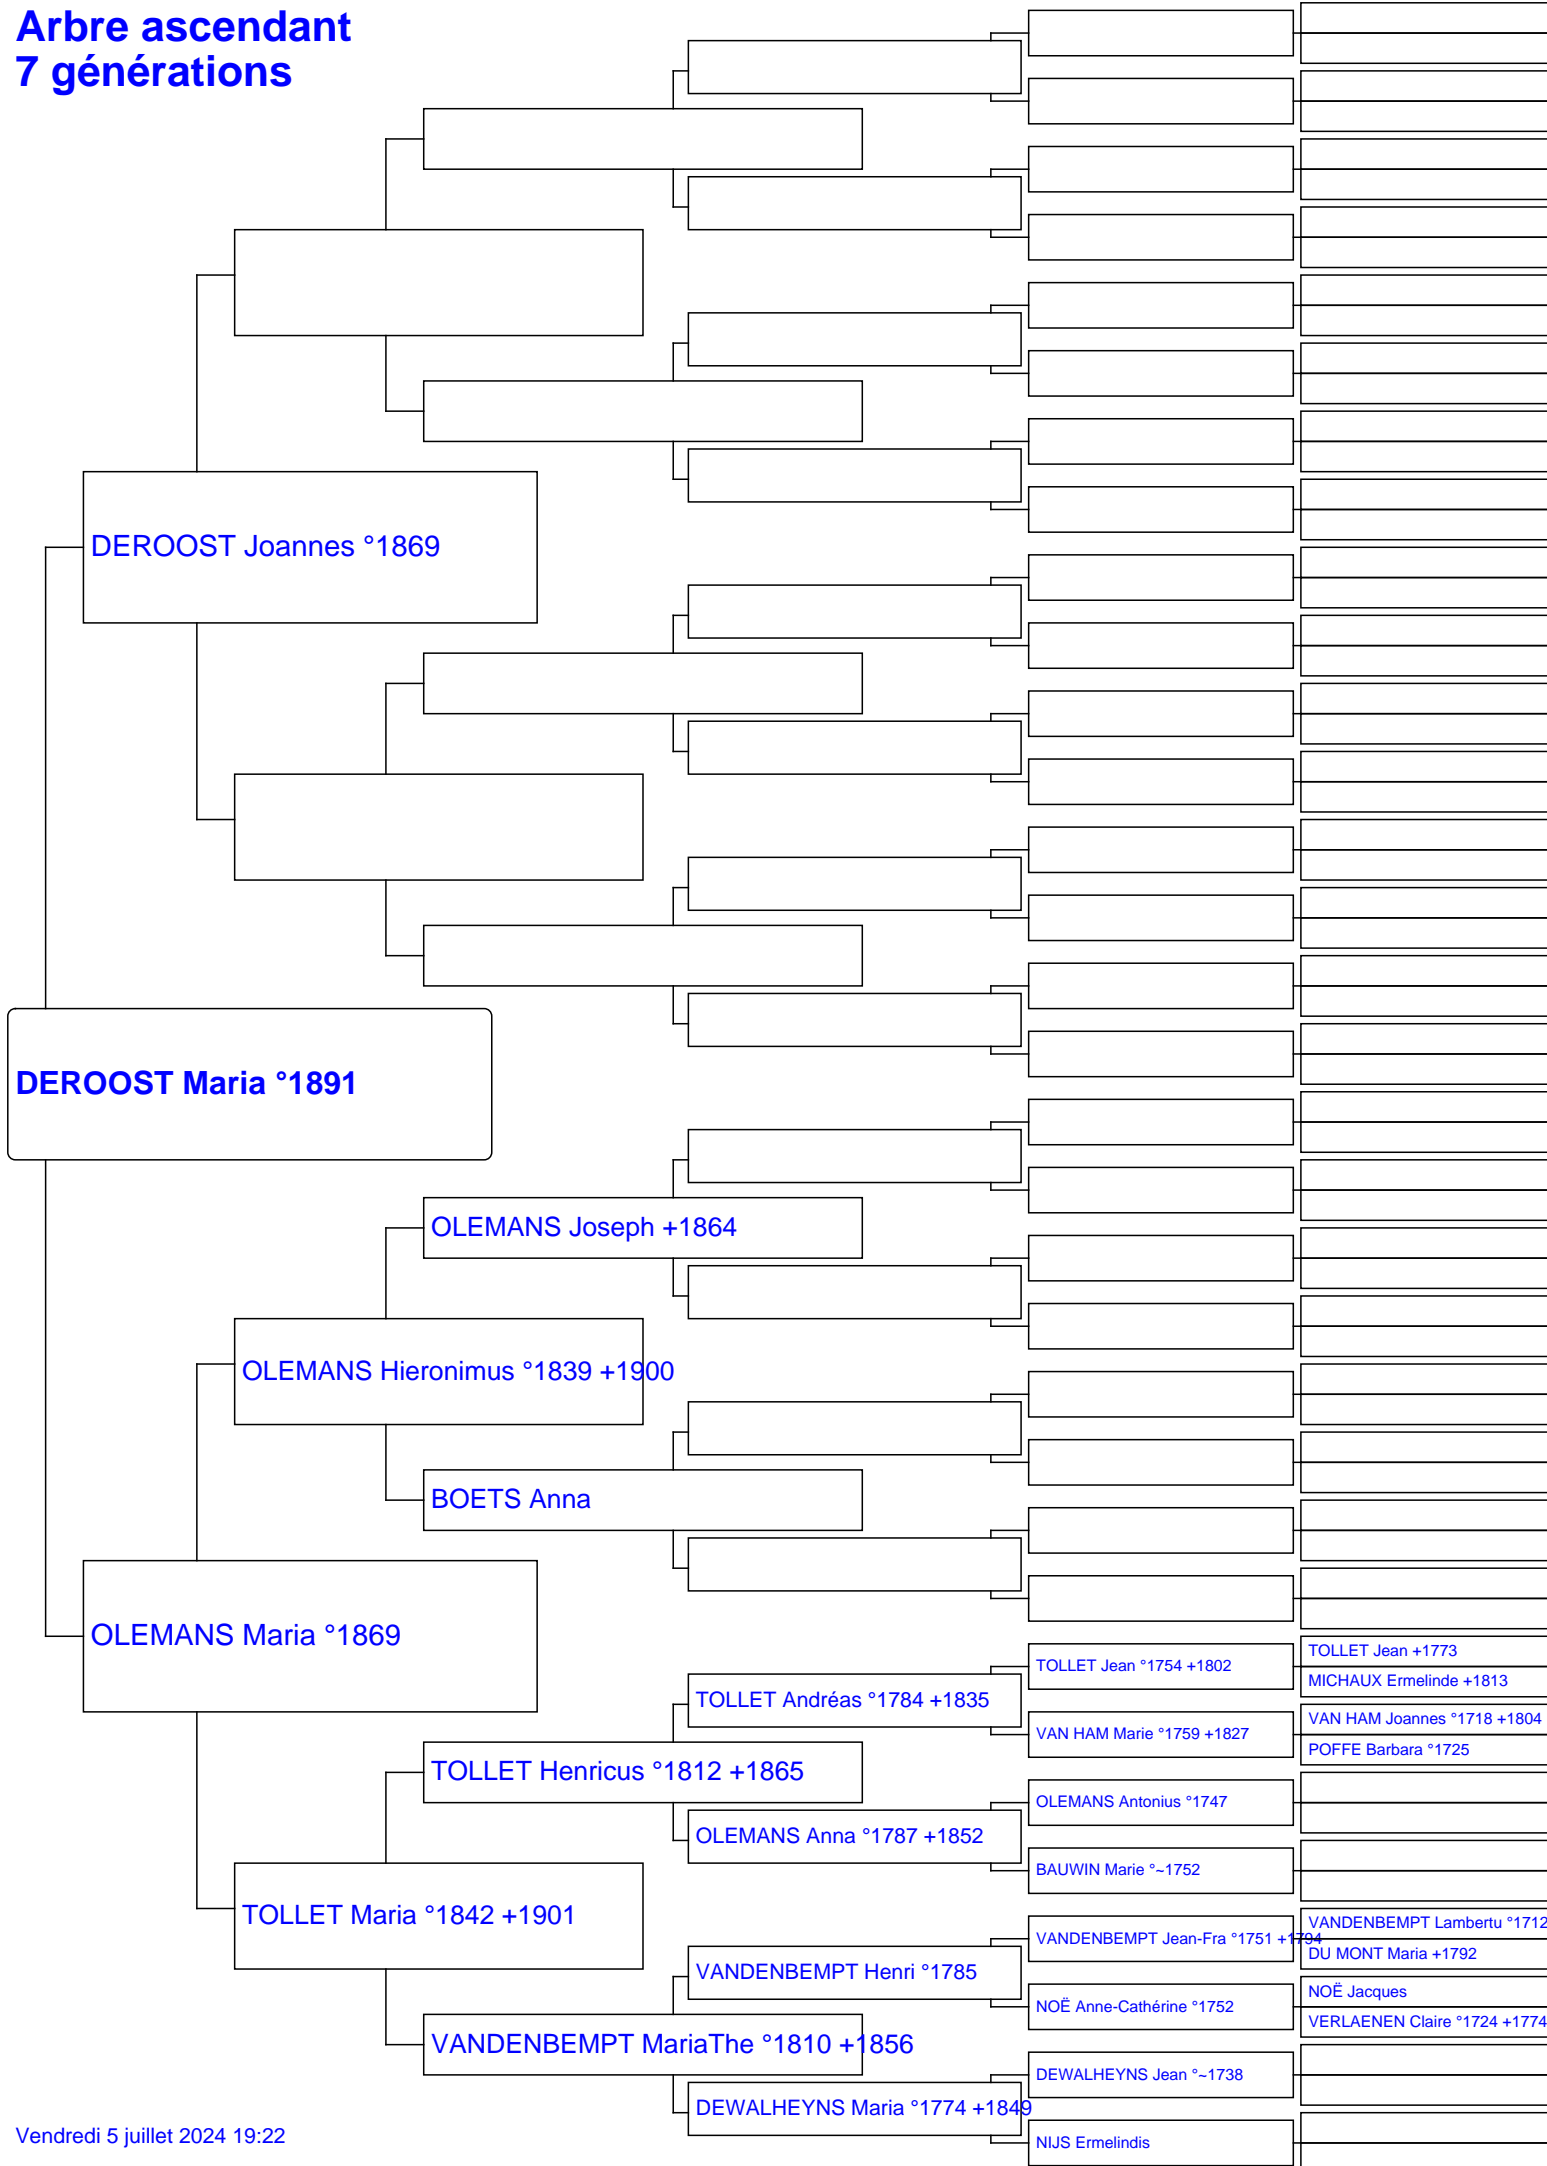 Arbre ascendant
7 générations
DEROOST Joannes °1869
DEROOST Maria °1891
OLEMANS Joseph +1864
OLEMANS Hieronimus °1839 +1900
BOETS Anna
OLEMANS Maria °1869
TOLLET Jean °1754 +1802
TOLLET Jean +1773
MICHAUX Ermelinde +1813
TOLLET Andréas °1784 +1835
VAN HAM Marie °1759 +1827
VAN HAM Joannes °1718 +1804
POFFE Barbara °1725
TOLLET Henricus °1812 +1865
OLEMANS Antonius °1747
OLEMANS Anna °1787 +1852
BAUWIN Marie °~1752
TOLLET Maria °1842 +1901
VANDENBEMPT Jean-Fra °1751 +1794
VANDENBEMPT Lambertu °1712
DU MONT Maria +1792
VANDENBEMPT Henri °1785
NOË Anne-Cathérine °1752
NOË Jacques
VERLAENEN Claire °1724 +1774
VANDENBEMPT MariaThe °1810 +1856
DEWALHEYNS Jean °~1738
DEWALHEYNS Maria °1774 +1849
NIJS Ermelindis
Vendredi 5 juillet 2024 19:22